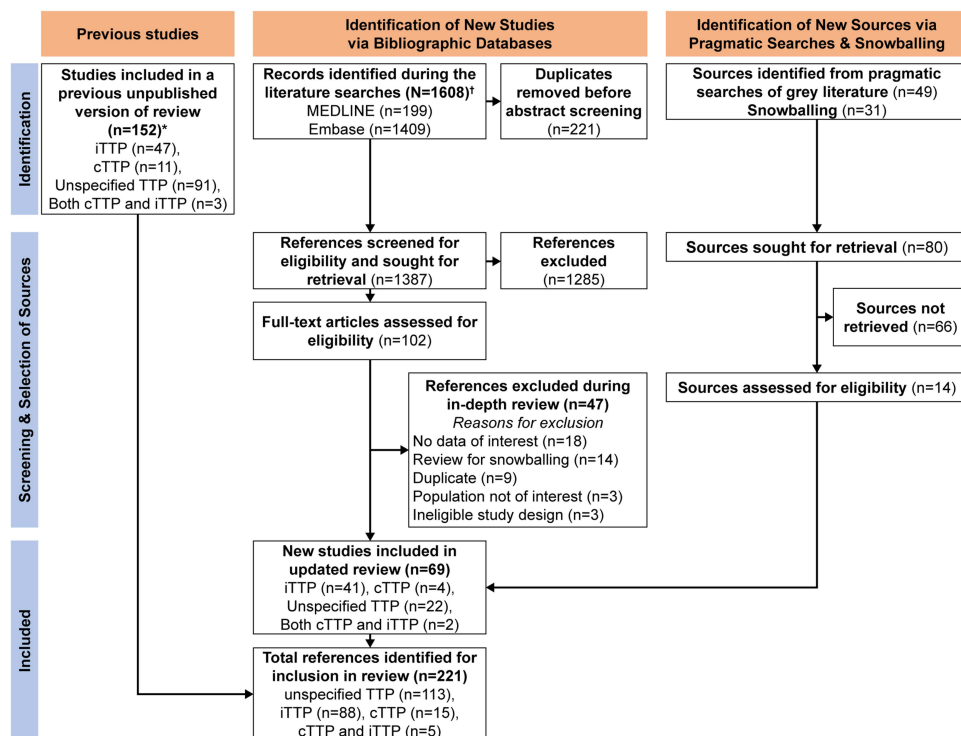 Previous studies
Identification of New Studies
via Bibliographic Databases
Identification of New Sources via
Pragmatic Searches & Snowballing
Identification
Studies included in a
previous unpublished
version of review
(n=152)*
iTTP (n=47),
cTTP (n=11),
Unspecified TTP (n=91),
Both cTTP and iTTP (n=3)
Records identified during the
literature searches (N=1608)†
MEDLINE (n=199)
Embase (n=1409)
Duplicates
removed before
abstract screening
(n=221)
Sources identified from pragmatic
searches of grey literature (n=49)
Snowballing (n=31)
Screening & Selection of Sources
References screened for
eligibility and sought for
retrieval (n=1387)
References
excluded
(n=1285)
Sources sought for retrieval (n=80)
Sources not
retrieved (n=66)
Full-text articles assessed for
eligibility (n=102)
Sources assessed for eligibility (n=14)
References excluded during
in-depth review (n=47)
Reasons for exclusion
No data of interest (n=18)
Review for snowballing (n=14)
Duplicate (n=9)
Population not of interest (n=3)
Ineligible study design (n=3)
Included
New studies included in
updated review (n=69)
iTTP (n=41), cTTP (n=4),
Unspecified TTP (n=22),
Both cTTP and iTTP (n=2)
Total references identified for
inclusion in review (n=221)
unspecified TTP (n=113),
iTTP (n=88), cTTP (n=15),
cTTP and iTTP (n=5)